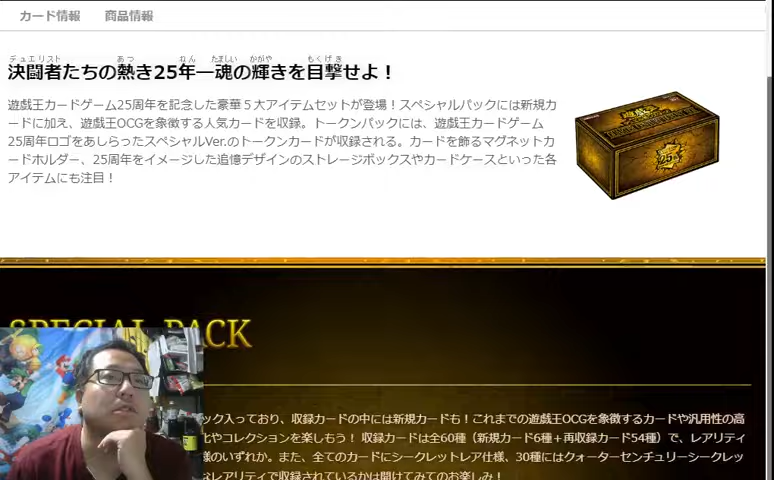 カード情報 商品情報
決闘者たちの熱き25年―魂の輝きを目撃せよ！
デュエリスト あつ ねん たましい かがや もくげき
遊戯王カードゲーム25周年を記念した豪華５大アイテムセットが登場！スペシャルパックには新規カ
ードに加え、遊戯王OCGを象徴する人気カードを収録。トークンパックには、遊戯王カードゲーム
25周年ロゴをあしらったスペシャルVer.のトークンカードが収録される。カードを飾るマグネットカ
ードホルダー、25周年をイメージした追憶デザインのストレージボックスやカードケースといった各
アイテムにも注目！
SPECIAL PACK
ック入っており、収録カードの中には新規カードも！これまでの遊戯王OCGを象徴するカードや汎用性の高
化やコレクションを楽しもう！ 収録カードは全60種（新規カード6種＋再収録カード54種）で、レアリティ
様のいずれか。また、全てのカードにシークレットレア仕様、30種にはクォーターセンチュリーシークレッ
なレアリティで収録されているかは開けてみてのお楽しみ！